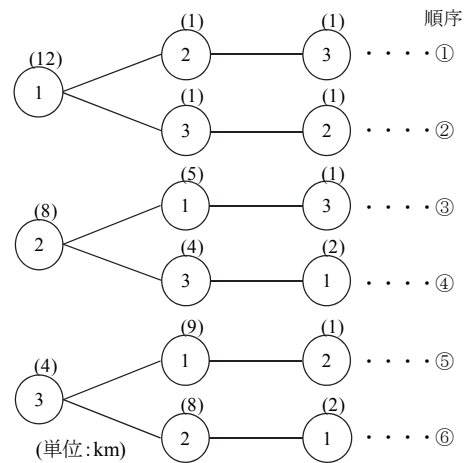 順序
(12) (1) (1)
1 2 3 ・・・・①
(1) (1)
3 2 ・・・・②
(8) (5) (1)
2 1 3 ・・・・③
(4) (2)
3 1 ・・・・④
(4) (9) (1)
3 1 2 ・・・・⑤
(8) (2)
2 1 ・・・・⑥
(単位:km)